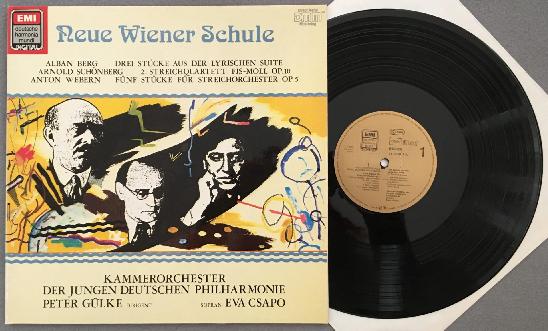 EMI
deutsche
harmonia
mundi
DIGITAL
Neue Wiener Schule
ALBAN BERG DREI STÜCKE AUS DER LYRISCHEN SUITE
ARNOLD SCHÖNBERG 2. STREICHQUARTETT FIS-MOLL OP. 10
ANTON WEBERN FÜNF STÜCKE FÜR STREICHORCHESTER OP 5
KAMMERORCHESTER
DER JUNGEN DEUTSCHEN PHILHARMONIE
PETER GÜLKE DIRIGENT SOPRAN EVA CSAPO
1